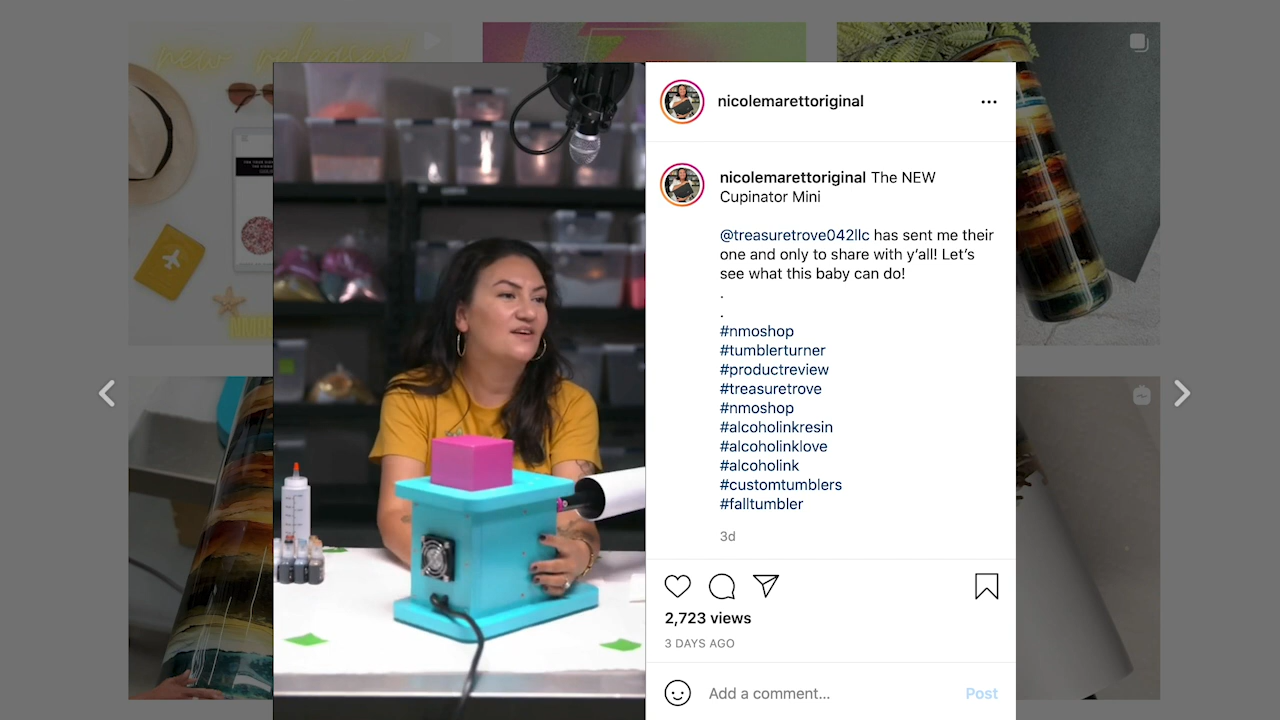 new releases!
nicolemarettoriginal
nicolemarettoriginal The NEW
Cupinator Mini
@treasuretrove042llc has sent me their
one and only to share with y’all! Let’s
see what this baby can do!
.
.
#nmoshop
#tumblerturner
#productreview
#treasuretrove
#nmoshop
#alcoholinkresin
#alcoholinklove
#alcoholink
#customtumblers
#falltumbler
3d
2,723 views
3 DAYS AGO
Add a comment...
Post